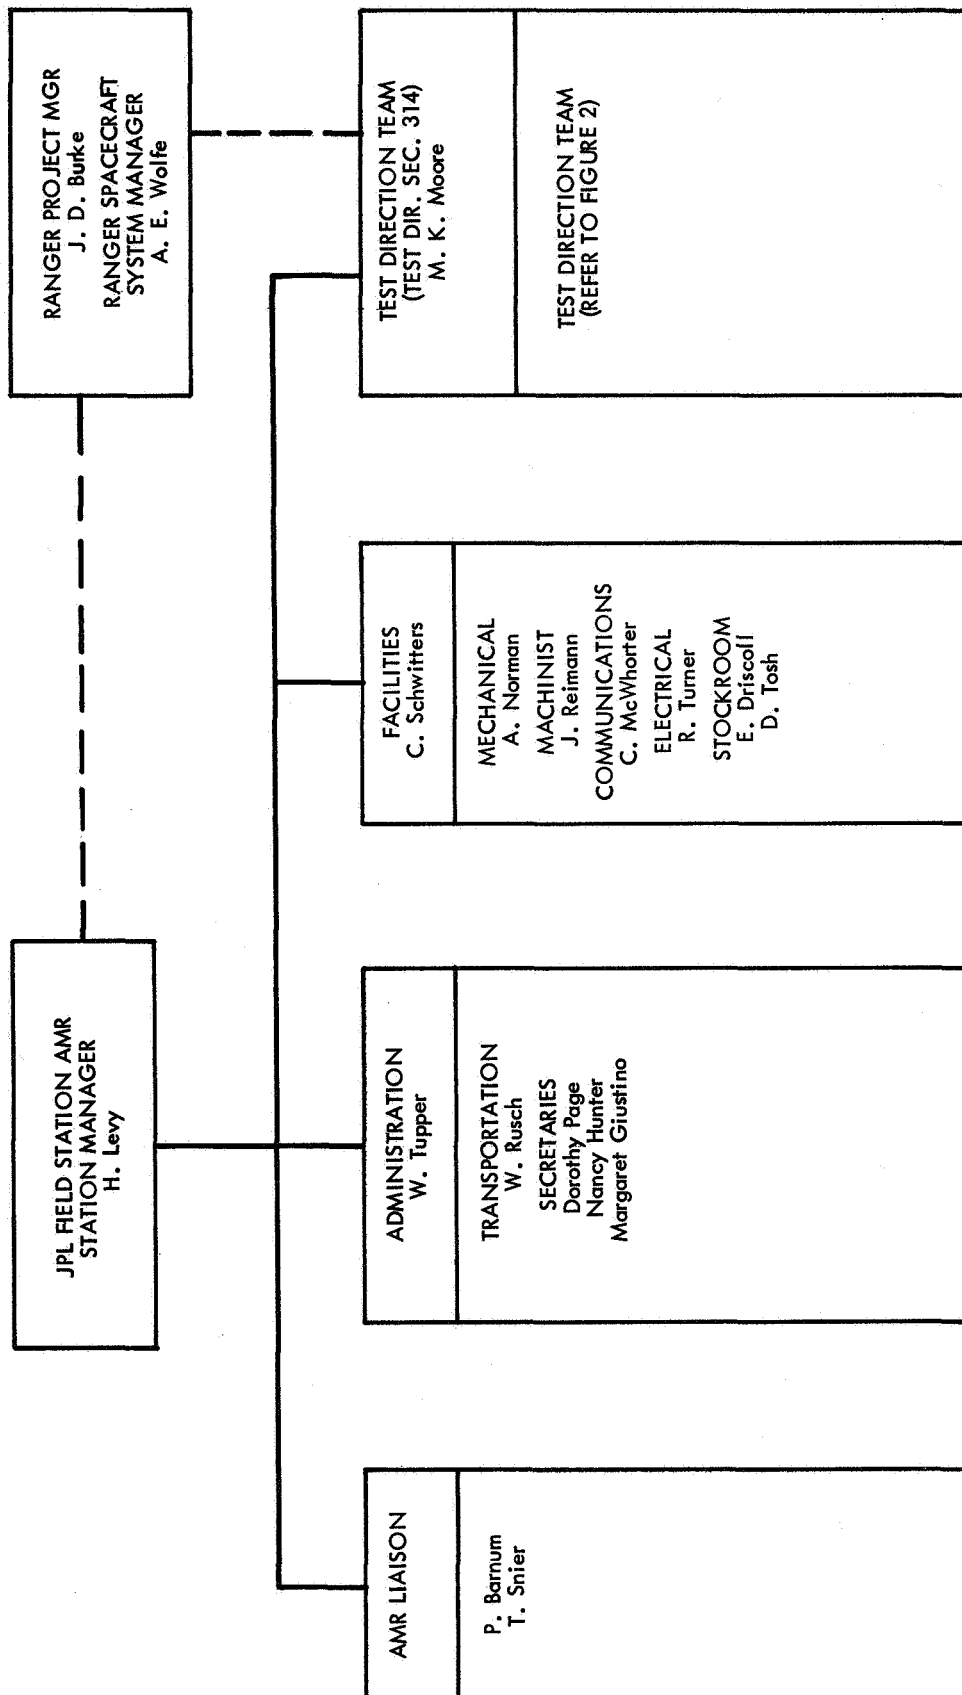 JPL FIELD STATION AMR
STATION MANAGER
H. Levy
RANGER PROJECT MGR
J. D. Burke
RANGER SPACECRAFT
SYSTEM MANAGER
A. E. Wolfe
AMR LIAISON
P. Barnum
T. Snier
ADMINISTRATION
W. Tupper
TRANSPORTATION
W. Rusch
SECRETARIES
Dorothy Page
Nancy Hunter
Margaret Giustino
FACILITIES
C. Schwitters
MECHANICAL
A. Norman
MACHINIST
J. Reimann
COMMUNICATIONS
C. McWhorter
ELECTRICAL
R. Turner
STOCKROOM
E. Driscoll
D. Tosh
TEST DIRECTION TEAM
(TEST DIR. SEC. 314)
M. K. Moore
TEST DIRECTION TEAM
(REFER TO FIGURE 2)